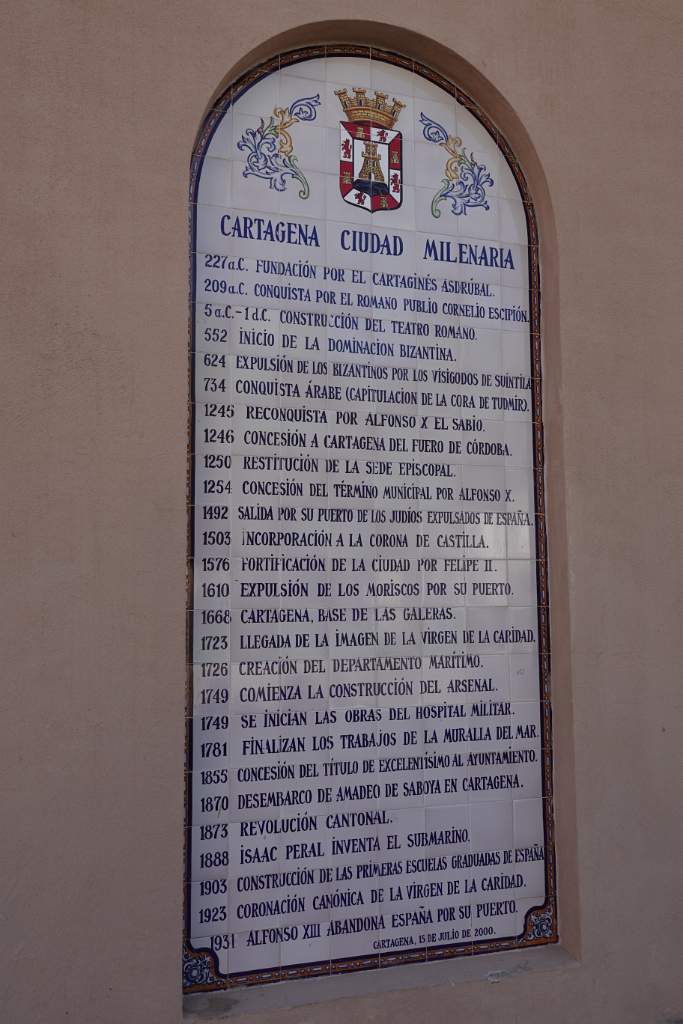 CARTAGENA CIUDAD MILENARIA
227 a.C. FUNDACIÓN POR EL CARTAGINÉS ASDRÚBAL.
209 a.C. CONQUISTA POR EL ROMANO PUBLIO CORNELIO ESCIPIÓN.
5 a.C.-1 d.C. CONSTRUCCIÓN DEL TEATRO ROMANO.
552 INICIO DE LA DOMINACION BIZANTINA.
624 EXPULSIÓN DE LOS BIZANTINOS POR LOS VISIGODOS DE SUINTILA
734 CONQUISTA ÁRABE (CAPITULACION DE LA CORA DE TUDMIR).
1245 RECONQUISTA POR ALFONSO X EL SABIO.
1246 CONCESIÓN A CARTAGENA DEL FUERO DE CÓRDOBA.
1250 RESTITUCIÓN DE LA SEDE EPISCOPAL.
1254 CONCESIÓN DEL TÉRMINO MUNICIPAL POR ALFONSO X.
1492 SALIDA POR SU PUERTO DE LOS JUDÍOS EXPULSADOS DE ESPAÑA.
1503 INCORPORACIÓN A LA CORONA DE CASTILLA.
1576 FORTIFICACIÓN DE LA CIUDAD POR FELIPE II.
1610 EXPULSIÓN DE LOS MORISCOS POR SU PUERTO.
1668 CARTAGENA, BASE DE LAS GALERAS.
1723 LLEGADA DE LA IMAGEN DE LA VIRGEN DE LA CARIDAD.
1726 CREACIÓN DEL DEPARTAMENTO MARÍTIMO.
1749 COMIENZA LA CONSTRUCCIÓN DEL ARSENAL.
1749 SE INICIAN LAS OBRAS DEL HOSPITAL MILITAR.
1781 FINALIZAN LOS TRABAJOS DE LA MURALLA DEL MAR.
1855 CONCESIÓN DEL TÍTULO DE EXCELENTÍSIMO AL AYUNTAMIENTO.
1870 DESEMBARCO DE AMADEO DE SABOYA EN CARTAGENA.
1873 REVOLUCIÓN CANTONAL.
1888 ISAAC PERAL INVENTA EL SUBMARINO.
1903 CONSTRUCCIÓN DE LAS PRIMERAS ESCUELAS GRADUADAS DE ESPAÑA
1923 CORONACIÓN CANÓNICA DE LA VIRGEN DE LA CARIDAD.
1931 ALFONSO XIII ABANDONA ESPAÑA POR SU PUERTO.
CARTAGENA, 15 DE JULIO DE 2000.